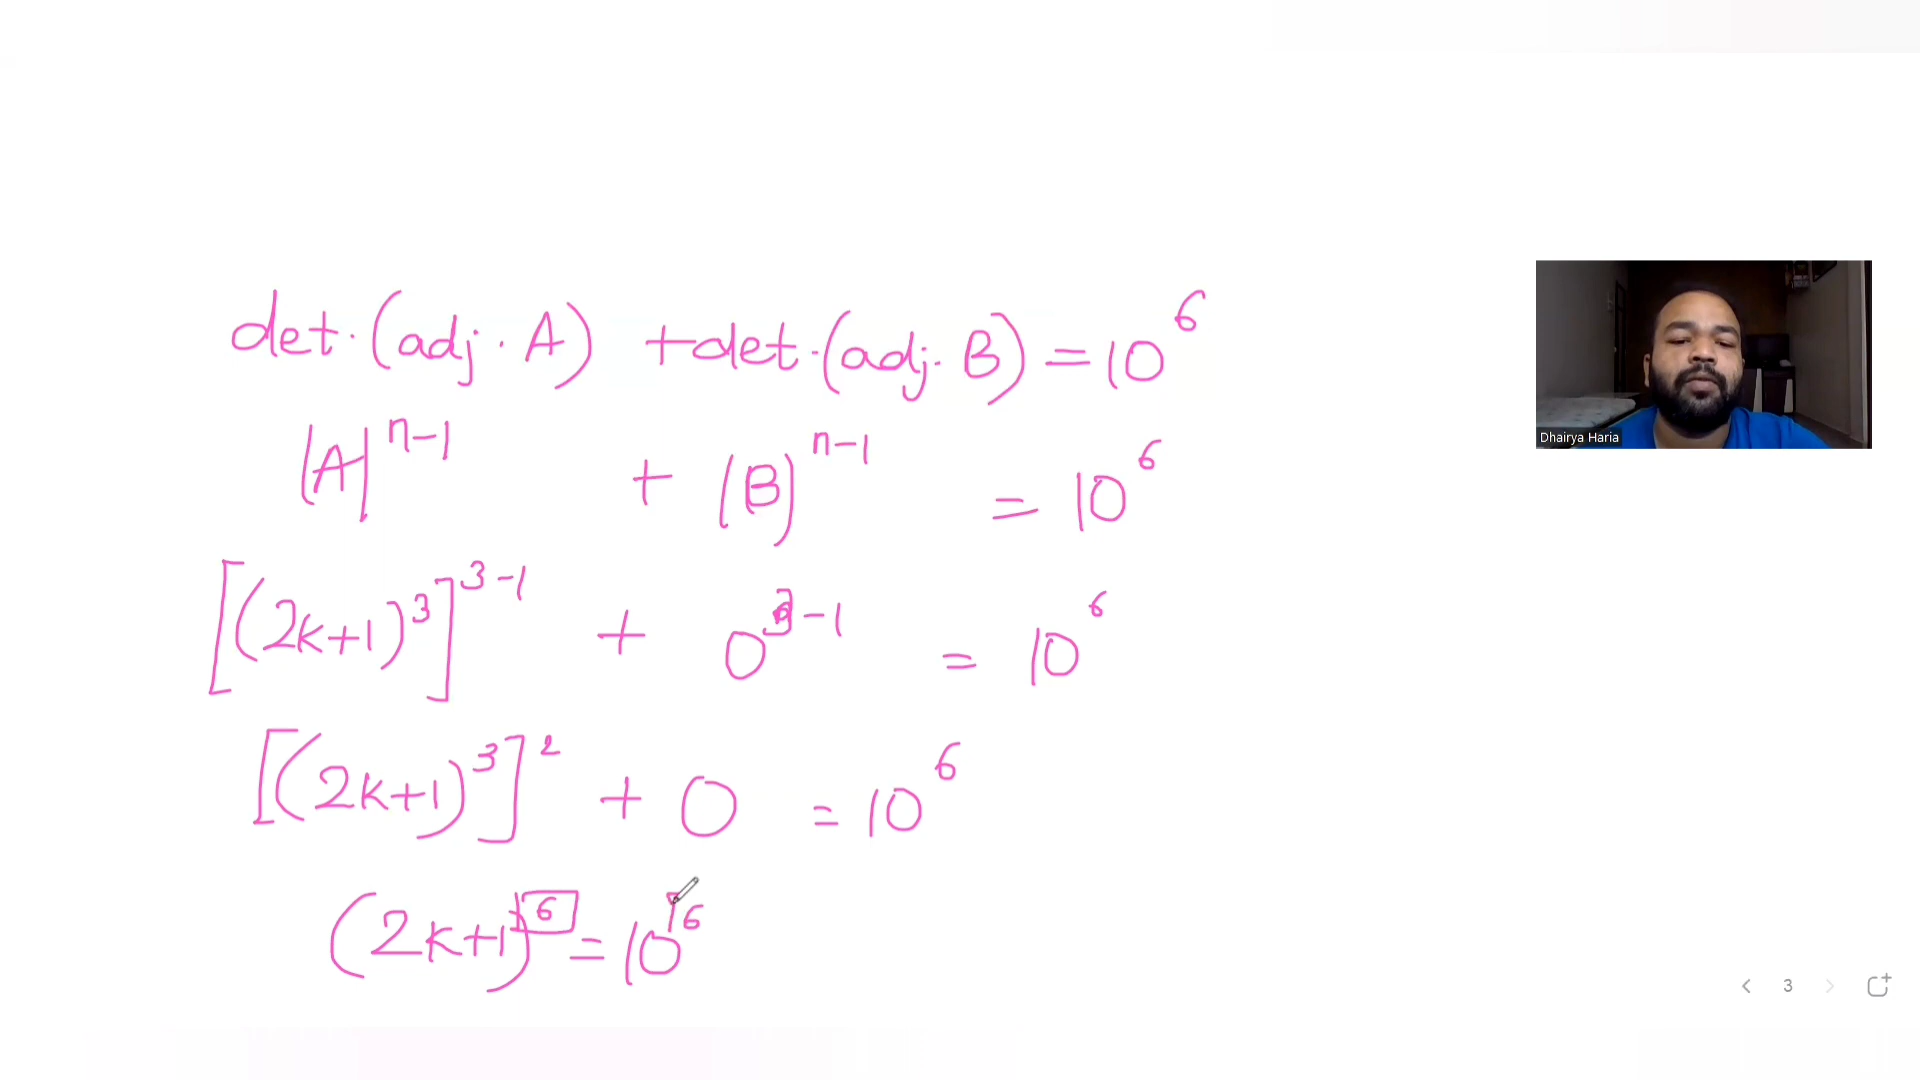 det.(adj. A) + det.(adj. B) = 10^6
|A|^{n-1} + |B|^{n-1} = 10^6
[(2k+1)^3]^{3-1} + 0^{3-1} = 10^6
Dhairya Haria
[(2k+1)^3]^2 + 0 = 10^6
(2k+1)^6 = 10^6
3